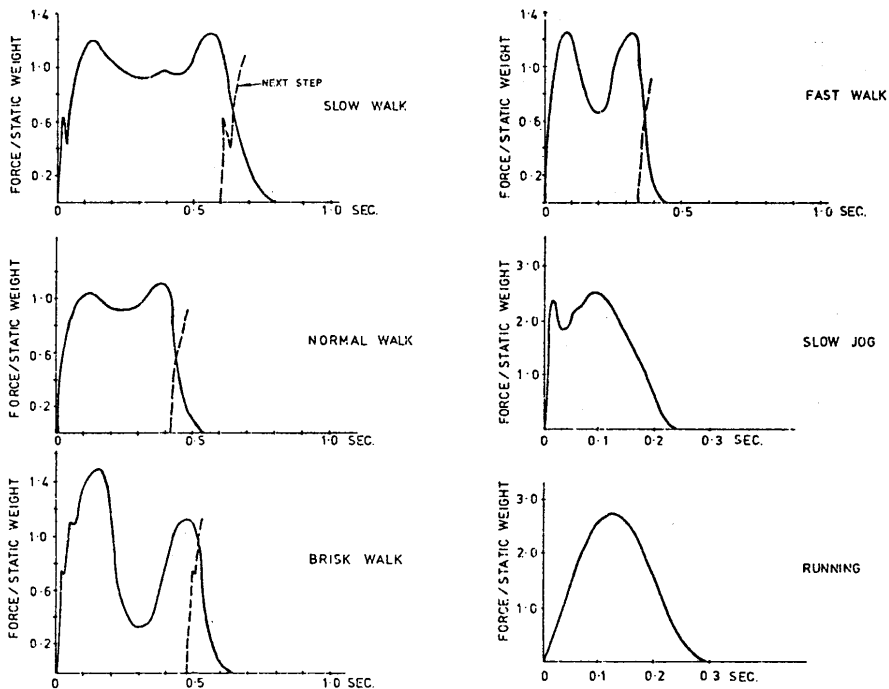 FORCE/STATIC WEIGHT
1·4
1·0
0·6
0·2
0
0·5
1·0 SEC.
NEXT STEP
SLOW WALK
FORCE/STATIC WEIGHT
1·4
1·0
0·6
0·2
0
0·5
1·0 SEC.
FAST WALK
FORCE/STATIC WEIGHT
1·0
0·6
0·2
0
0·5
1·0 SEC.
NORMAL WALK
FORCE/STATIC WEIGHT
3·0
2·0
1·0
0
0·1
0·2
0·3 SEC.
SLOW JOG
FORCE/STATIC WEIGHT
1·4
1·0
0·6
0·2
0
0·5
1·0 SEC.
BRISK WALK
FORCE/STATIC WEIGHT
3·0
2·0
1·0
0
0·1
0·2
0·3 SEC.
RUNNING